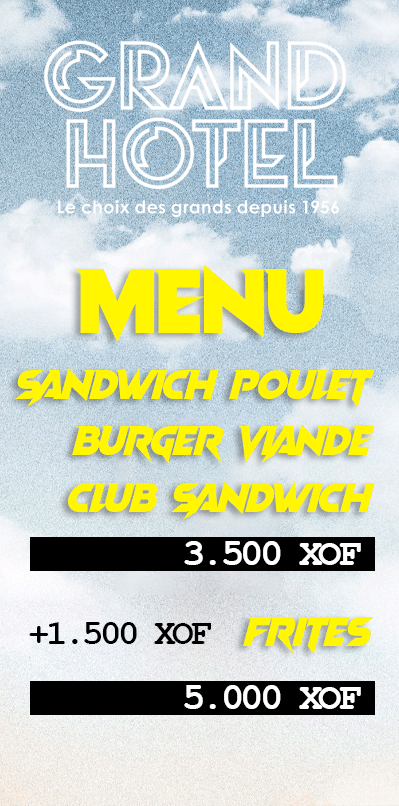 GRAND
HOTEL
Le choix des grands depuis 1956
MENU
SANDWICH POULET
BURGER VIANDE
CLUB SANDWICH
3.500 XOF
+1.500 XOF FRITES
5.000 XOF